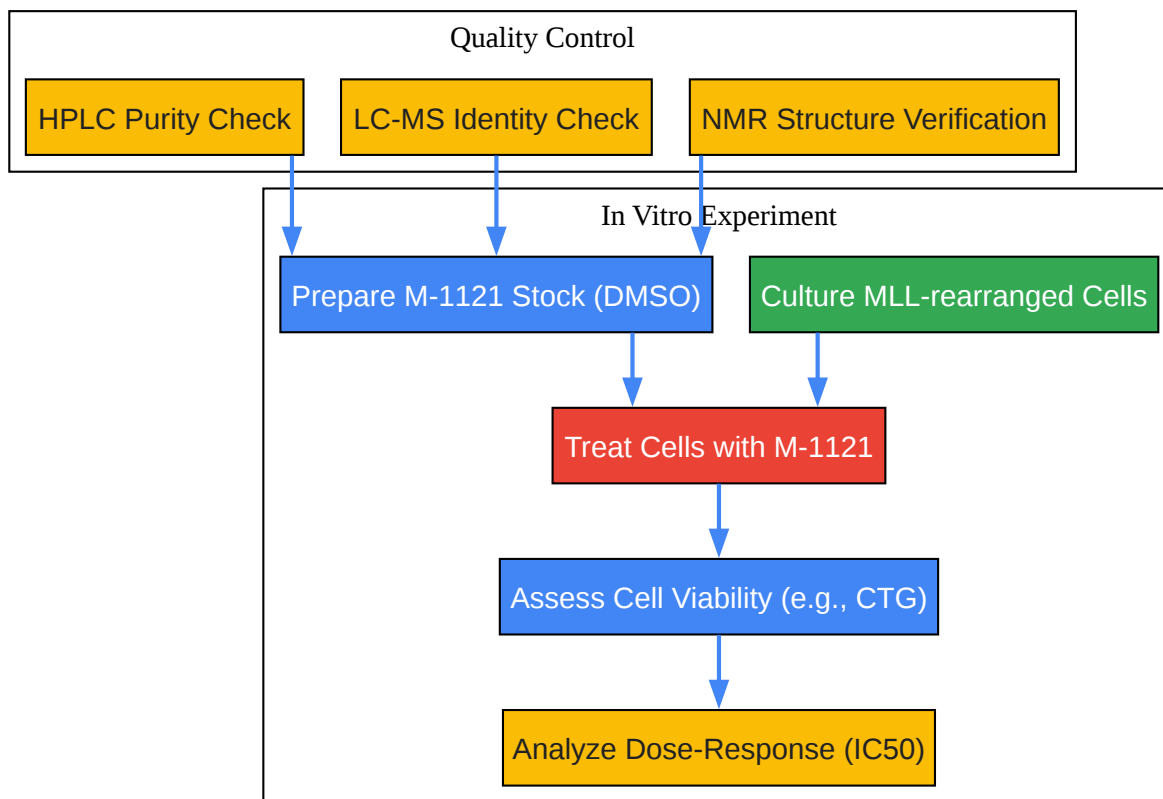 Quality Control
HPLC Purity Check
LC-MS Identity Check
NMR Structure Verification
In Vitro Experiment
Prepare M-1121 Stock (DMSO)
Culture MLL-rearranged Cells
Treat Cells with M-1121
Assess Cell Viability (e.g., CTG)
Analyze Dose-Response (IC50)